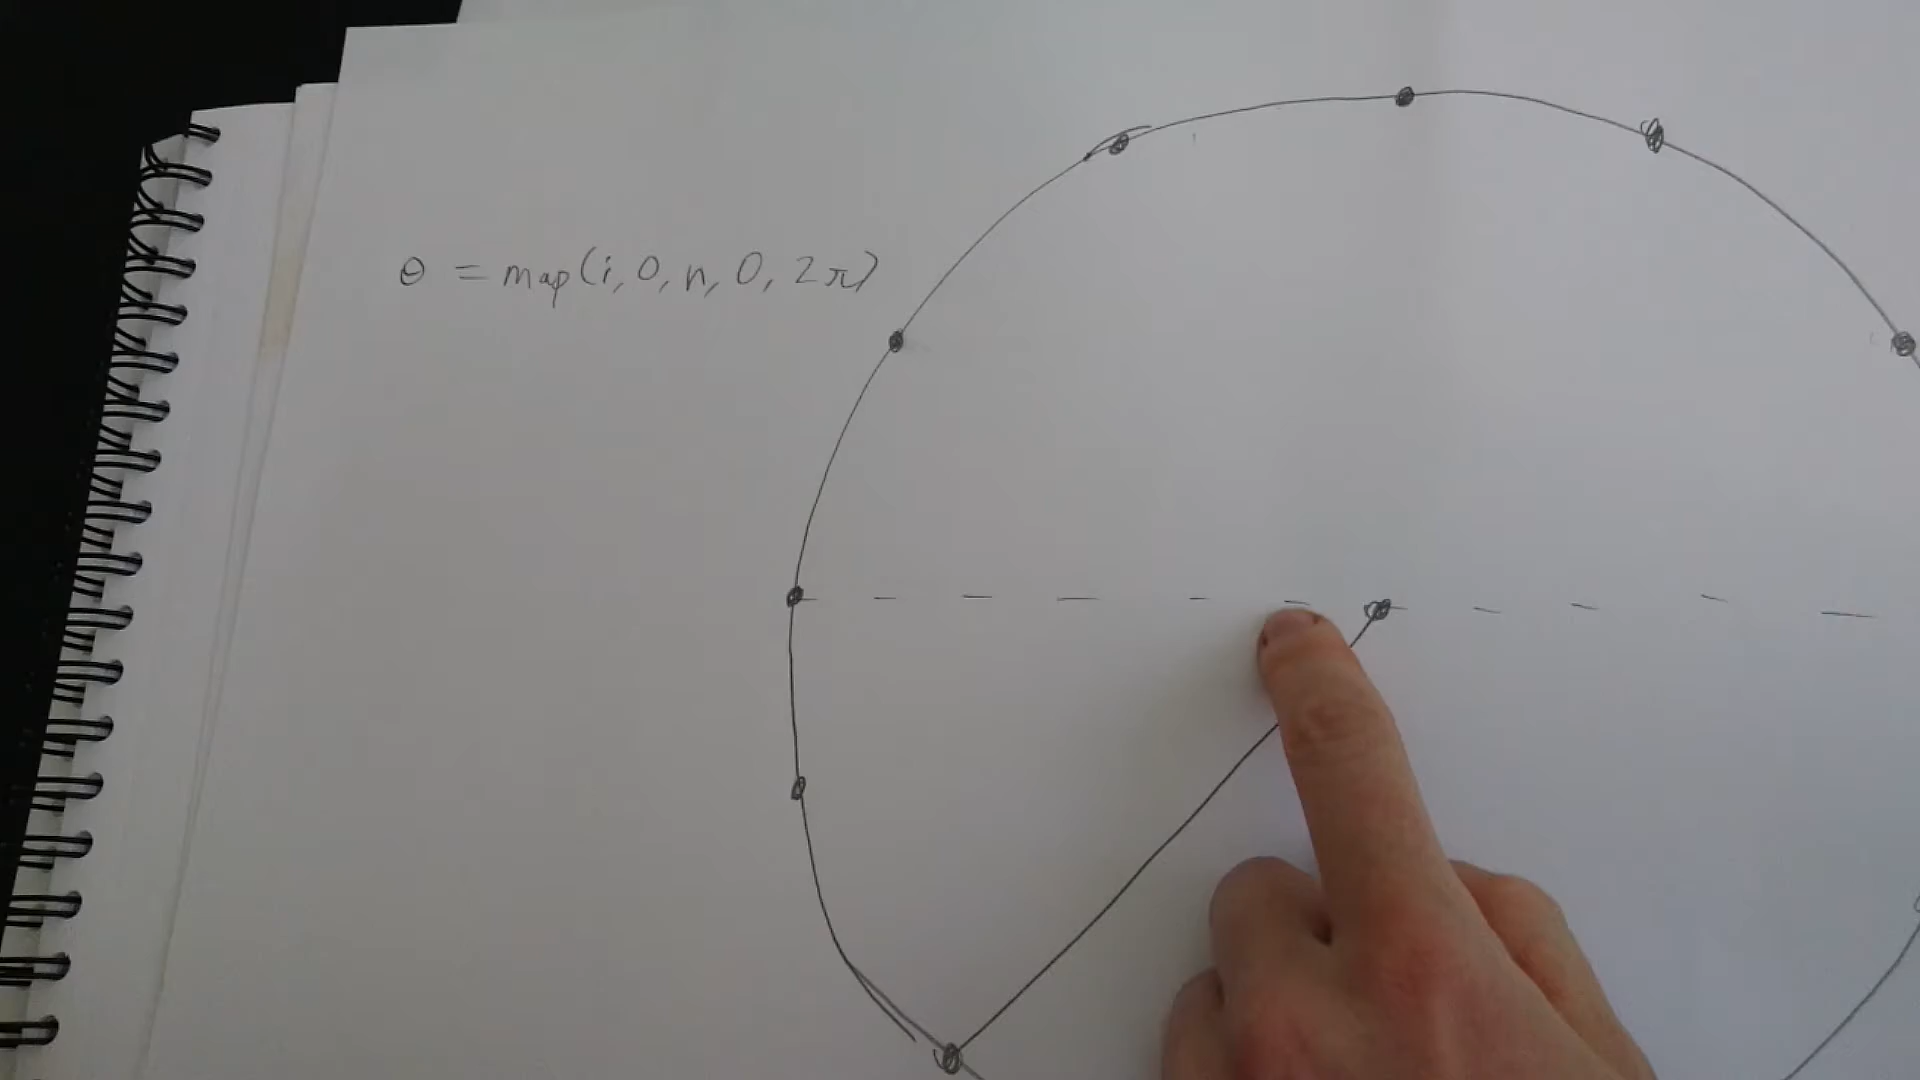 θ = map(i, 0, n, 0, 2π)